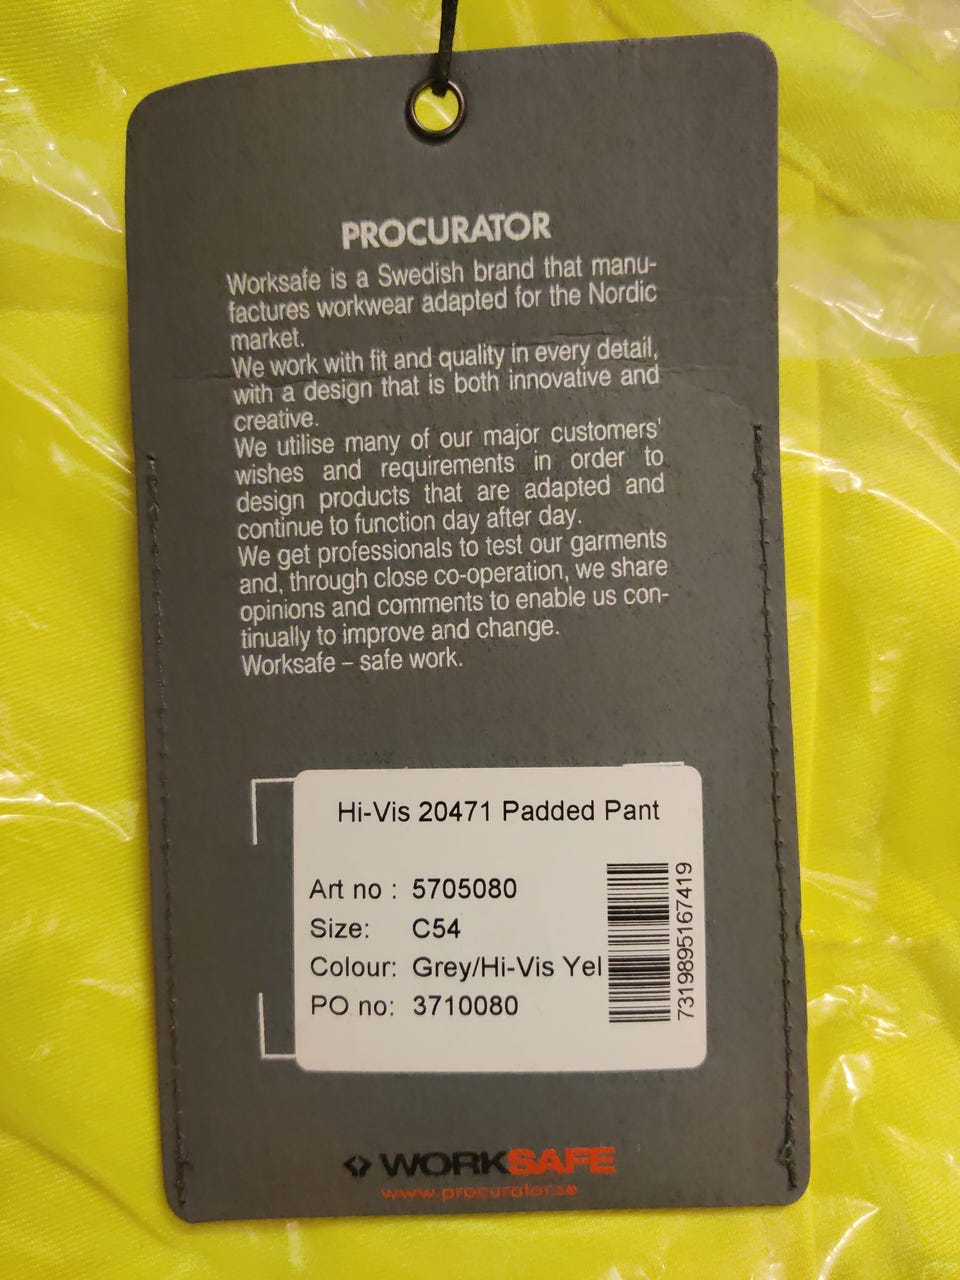 PROCURATOR
Worksafe is a Swedish brand that manu-
factures workwear adapted for the Nordic
market.
We work with fit and quality in every detail,
with a design that is both innovative and
creative.
We utilise many of our major customers'
wishes and requirements in order to
design products that are adapted and
continue to function day after day.
We get professionals to test our garments
and, through close co-operation, we share
opinions and comments to enable us con-
tinually to improve and change.
Worksafe – safe work.
Hi-Vis 20471 Padded Pant
Art no : 5705080
Size: C54
Colour: Grey/Hi-Vis Yel
PO no: 3710080
7319895167419
WORKSAFE
www.procurator.se